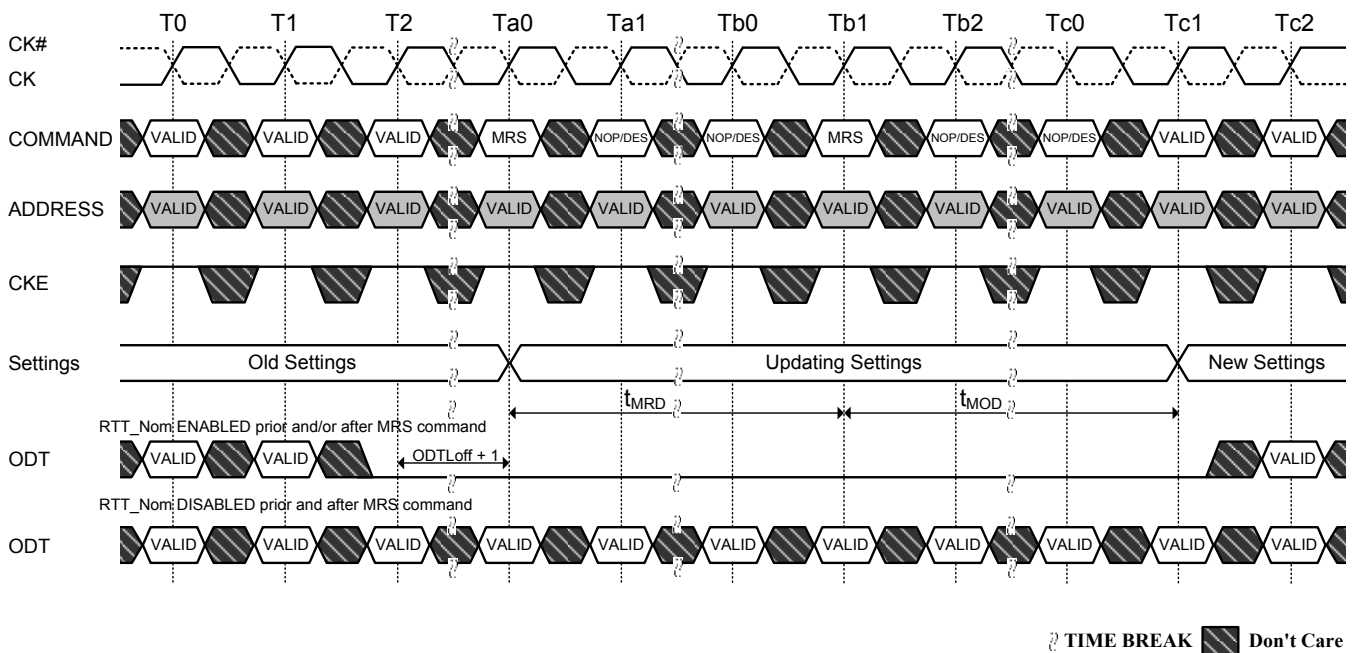 T0 T1 T2 Ta0 Ta1 Tb0 Tb1 Tb2 Tc0 Tc1 Tc2
CK#
CK
COMMAND VALID VALID VALID MRS NOP/DES NOP/DES MRS NOP/DES NOP/DES VALID VALID
ADDRESS VALID VALID VALID VALID VALID VALID VALID VALID VALID VALID VALID
CKE
Settings Old Settings Updating Settings New Settings
tMRD tMOD
RTT_Nom ENABLED prior and/or after MRS command
ODT VALID VALID ODTLoff + 1 VALID
RTT_Nom DISABLED prior and after MRS command
ODT VALID VALID VALID VALID VALID VALID VALID VALID VALID VALID VALID
TIME BREAK Don't Care